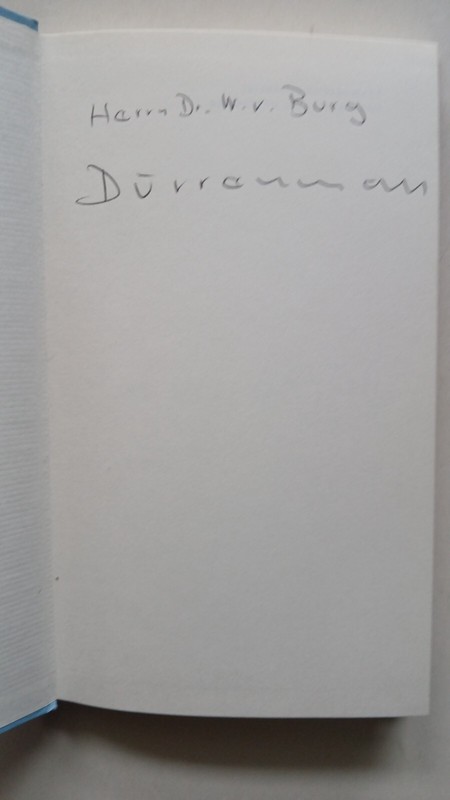 Herrn Dr. W. v. Burg
Dürrenmatt